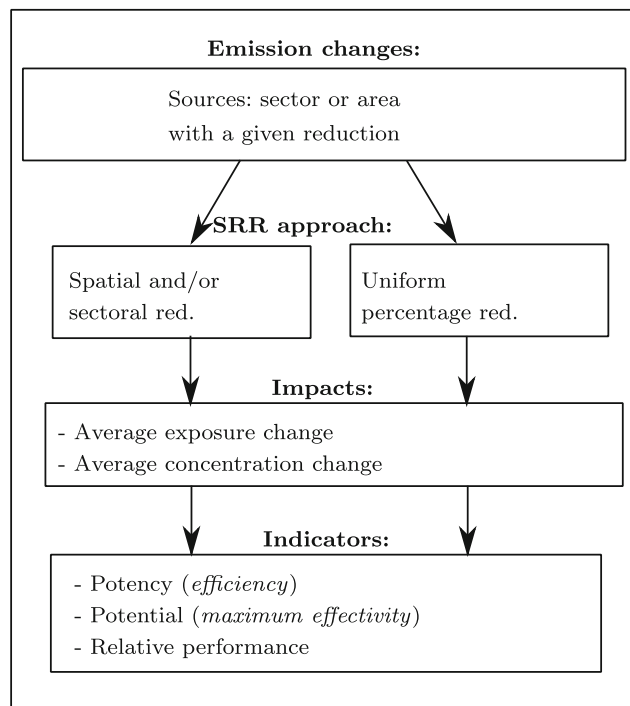 Emission changes:
Sources: sector or area
with a given reduction
SRR approach:
Spatial and/or
sectoral red.
Uniform
percentage red.
Impacts:
- Average exposure change
- Average concentration change
Indicators:
- Potency (efficiency)
- Potential (maximum effectivity)
- Relative performance